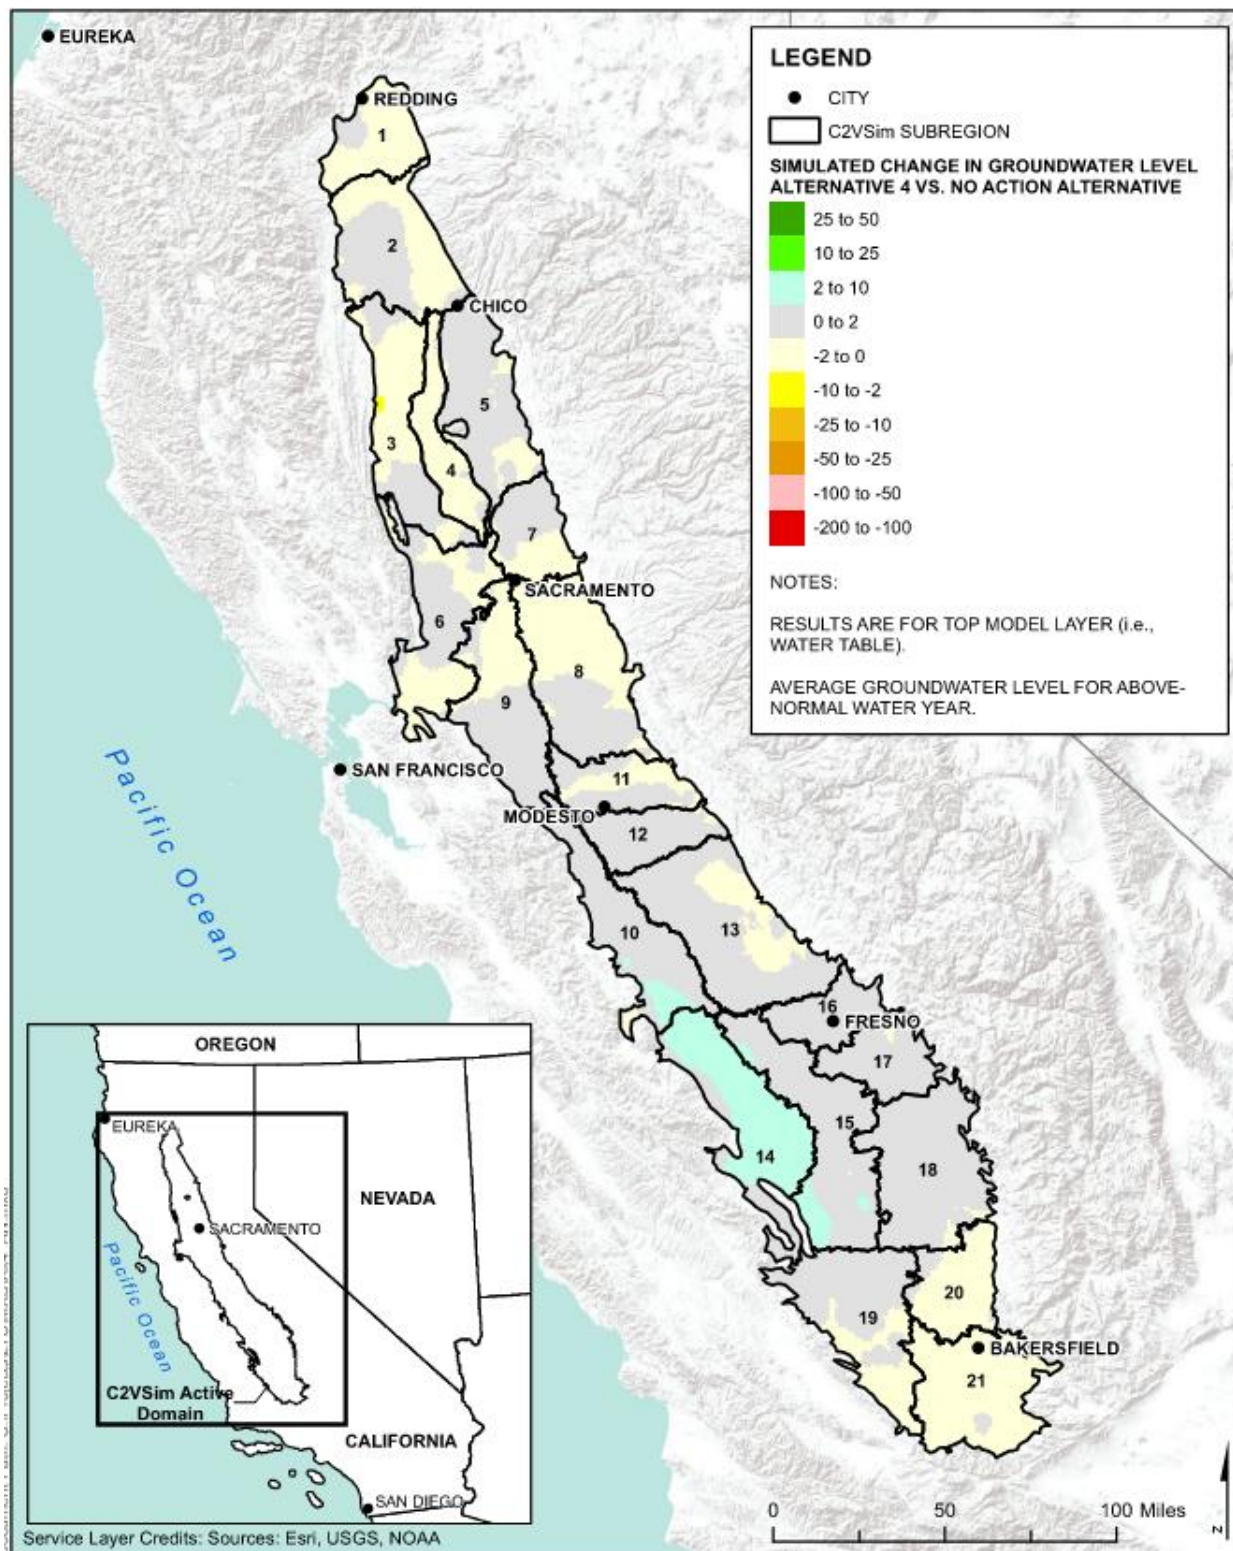 EUREKA
REDDING
1
2
CHICO
3
4
5
7
SACRAMENTO
6
8
9
SAN FRANCISCO
11
MODESTO
12
10
13
16
FRESNO
17
15
14
18
20
19
BAKERSFIELD
21
Pacific Ocean
LEGEND
CITY
C2VSim SUBREGION
SIMULATED CHANGE IN GROUNDWATER LEVEL
ALTERNATIVE 4 VS. NO ACTION ALTERNATIVE
25 to 50
10 to 25
2 to 10
0 to 2
-2 to 0
-10 to -2
-25 to -10
-50 to -25
-100 to -50
-200 to -100
NOTES:
RESULTS ARE FOR TOP MODEL LAYER (i.e.,
WATER TABLE).
AVERAGE GROUNDWATER LEVEL FOR ABOVE-
NORMAL WATER YEAR.
OREGON
EUREKA
NEVADA
SACRAMENTO
Pacific Ocean
C2VSim Active
Domain
CALIFORNIA
SAN DIEGO
0 50 100 Miles
N
Service Layer Credits: Sources: Esri, USGS, NOAA